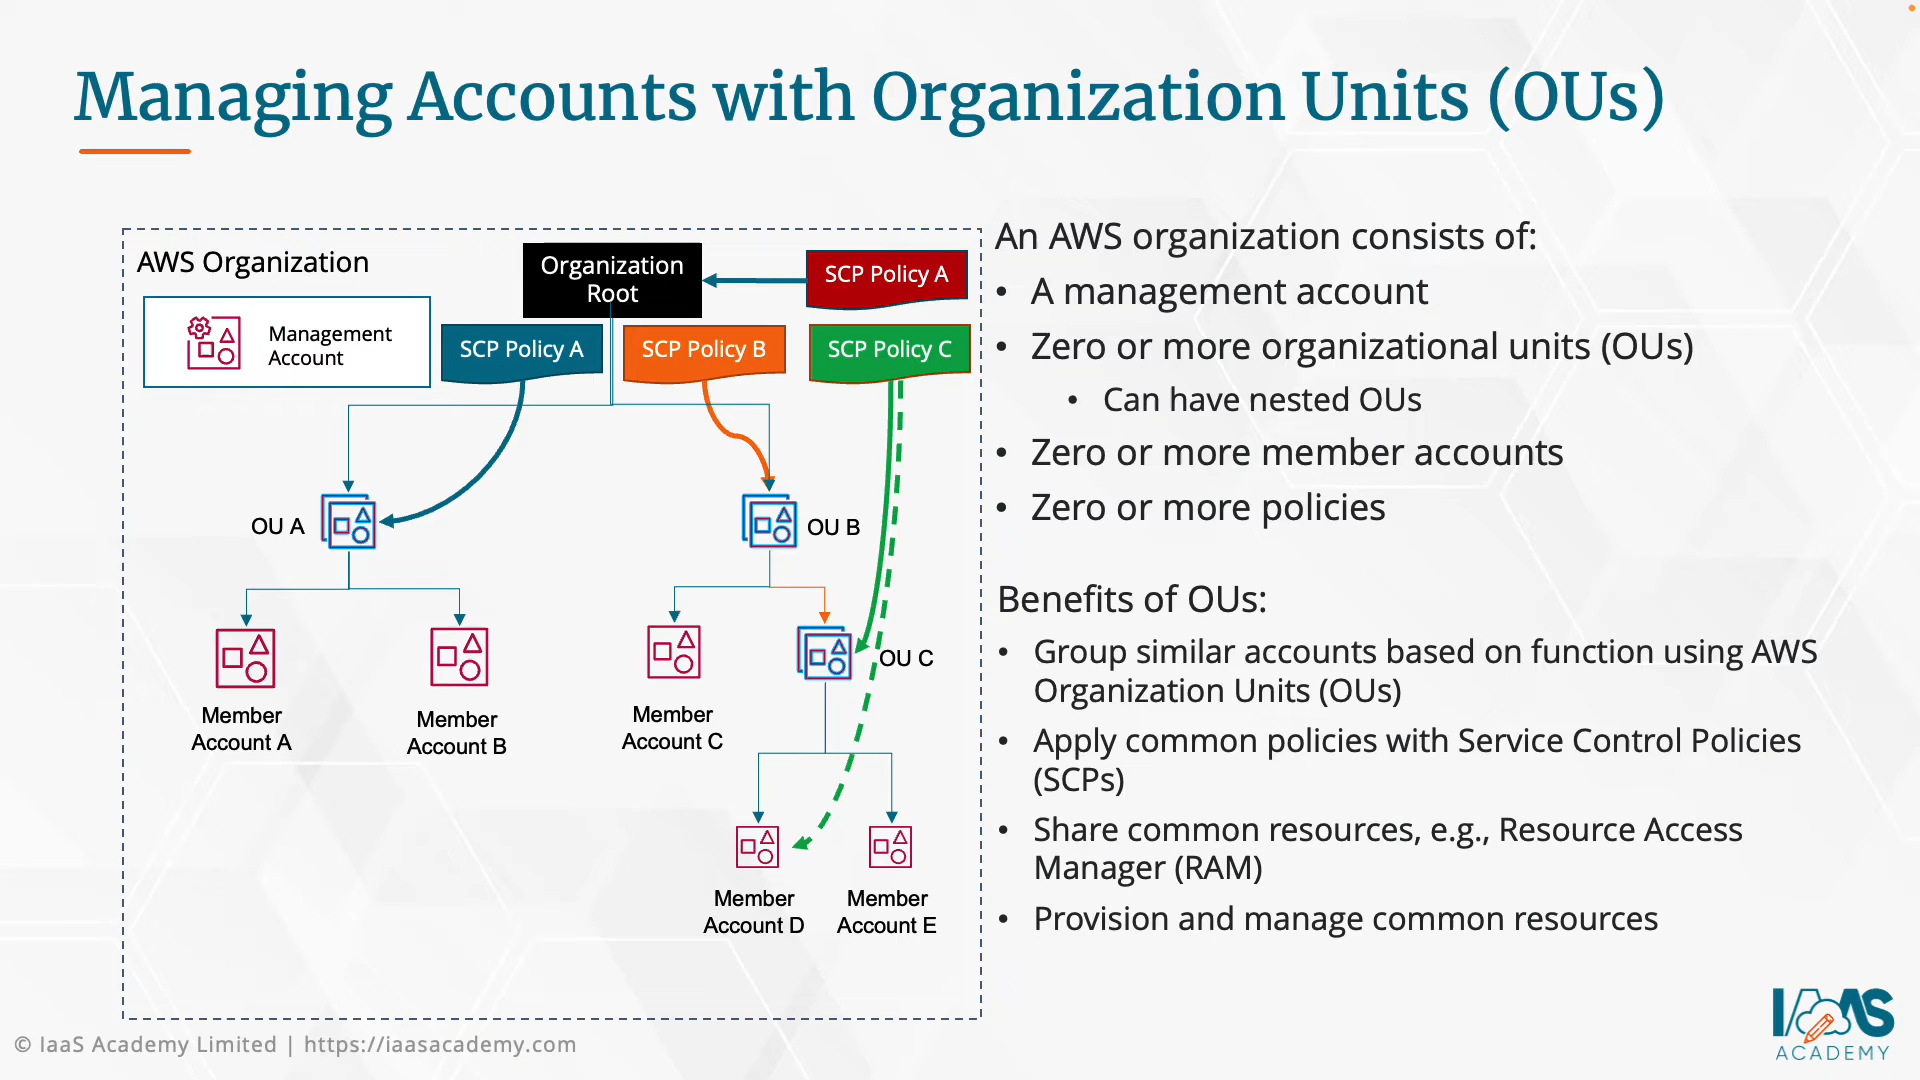 Managing Accounts with Organization Units (OUs)
AWS Organization
Organization
Root
SCP Policy A
Management
Account
SCP Policy A
SCP Policy B
SCP Policy C
OU A
OU B
OU C
Member
Account A
Member
Account B
Member
Account C
Member
Account D
Member
Account E
An AWS organization consists of:
• A management account
• Zero or more organizational units (OUs)
• Can have nested OUs
• Zero or more member accounts
• Zero or more policies
Benefits of OUs:
• Group similar accounts based on function using AWS
Organization Units (OUs)
• Apply common policies with Service Control Policies
(SCPs)
• Share common resources, e.g., Resource Access
Manager (RAM)
• Provision and manage common resources
© IaaS Academy Limited | https://iaasacademy.com
IAAS
ACADEMY